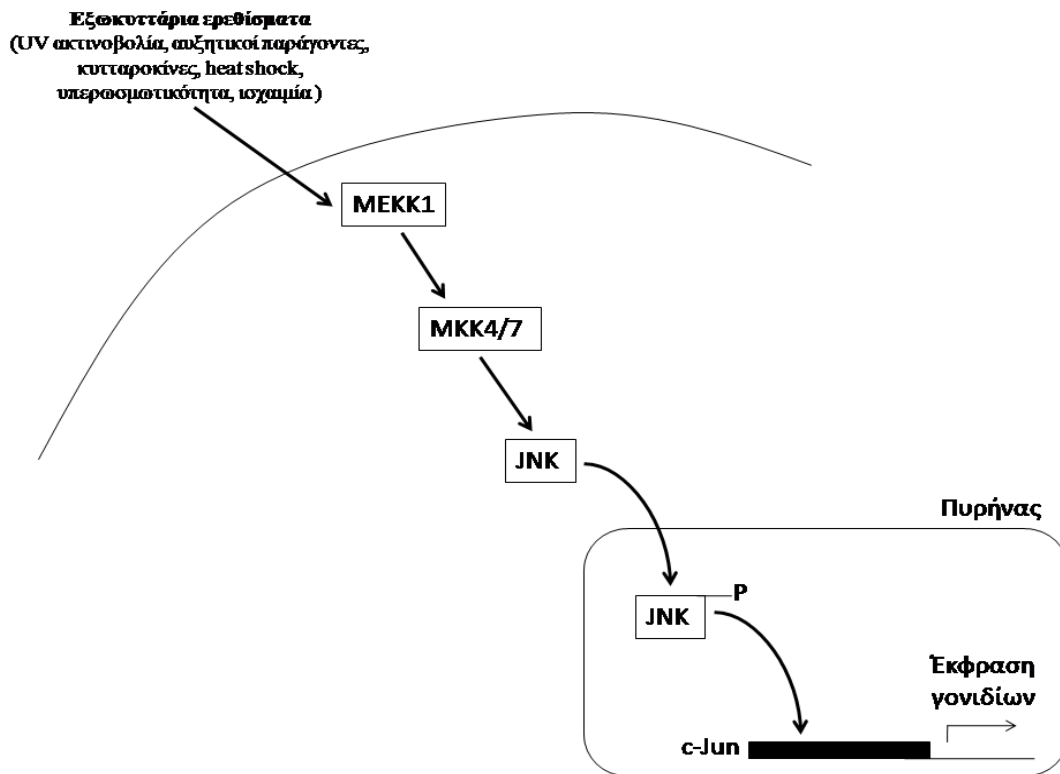 Εξωκυττάρια ερεθίσματα
(UV ακτινοβολία, αυξητικοί παράγοντες,
κυτταροκίνες, heat shock,
υπερωσμωτικότητα, ισχαιμία )
MEKK1
MKK4/7
JNK
Πυρήνας
P
JNK
Έκφραση
γονιδίων
c-Jun